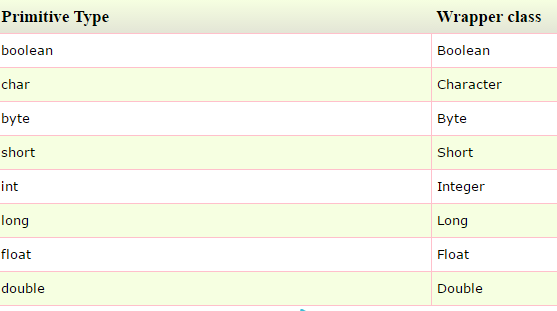 Primitive Type Wrapper class
boolean Boolean
char Character
byte Byte
short Short
int Integer
long Long
float Float
double Double